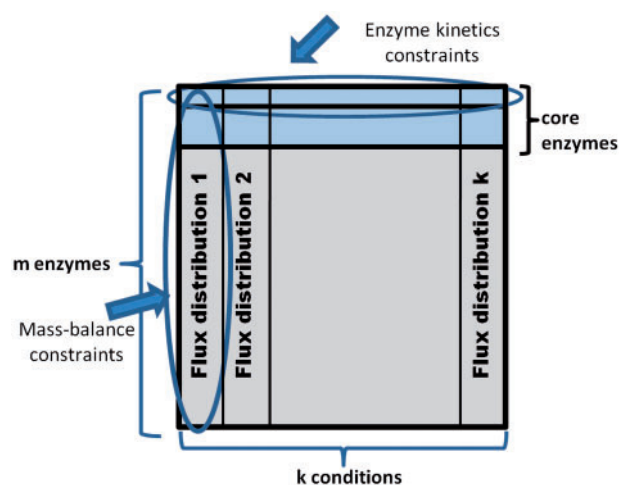 Enzyme kinetics
constraints
core
enzymes
m enzymes
Mass-balance
constraints
Flux distribution 1
Flux distribution 2
Flux distribution k
k conditions